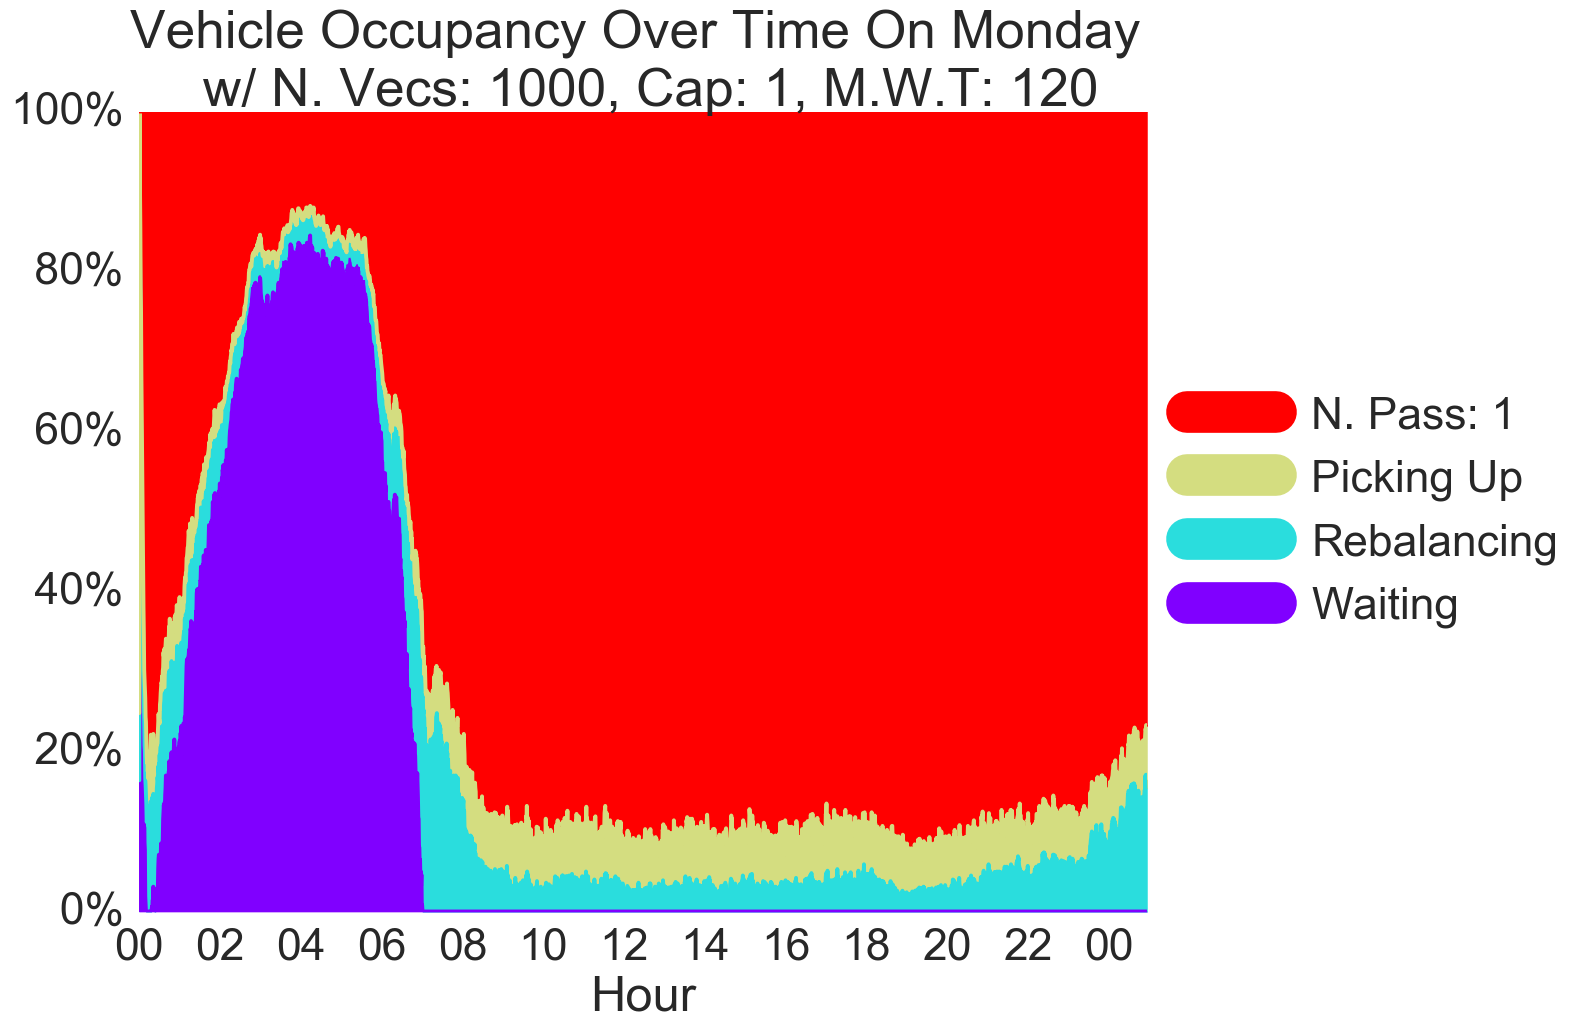 Vehicle Occupancy Over Time On Monday
w/ N. Vecs: 1000, Cap: 1, M.W.T: 120
100%
80%
60%
40%
20%
0%
00 02 04 06 08 10 12 14 16 18 20 22 00
Hour
N. Pass: 1
Picking Up
Rebalancing
Waiting